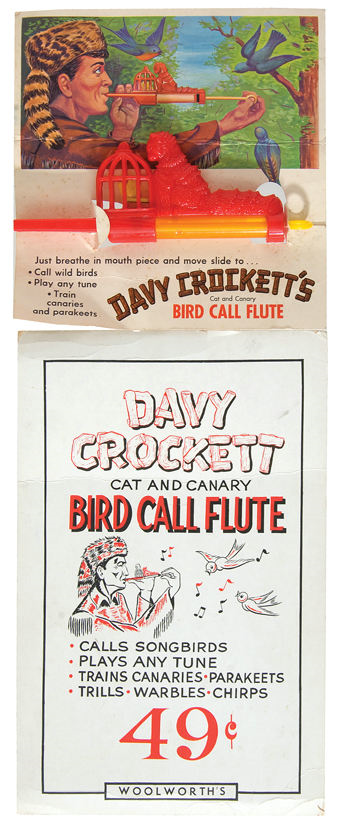 Just breathe in mouth piece and move slide to . . .
• Call wild birds
• Play any tune
• Train
canaries
and parakeets
DAVY CROCKETT'S
Cat and Canary
BIRD CALL FLUTE
DAVY
CROCKETT
CAT AND CANARY
BIRD CALL FLUTE
• CALLS SONGBIRDS
• PLAYS ANY TUNE
• TRAINS CANARIES • PARAKEETS
• TRILLS • WARBLES • CHIRPS
49¢
WOOLWORTH'S